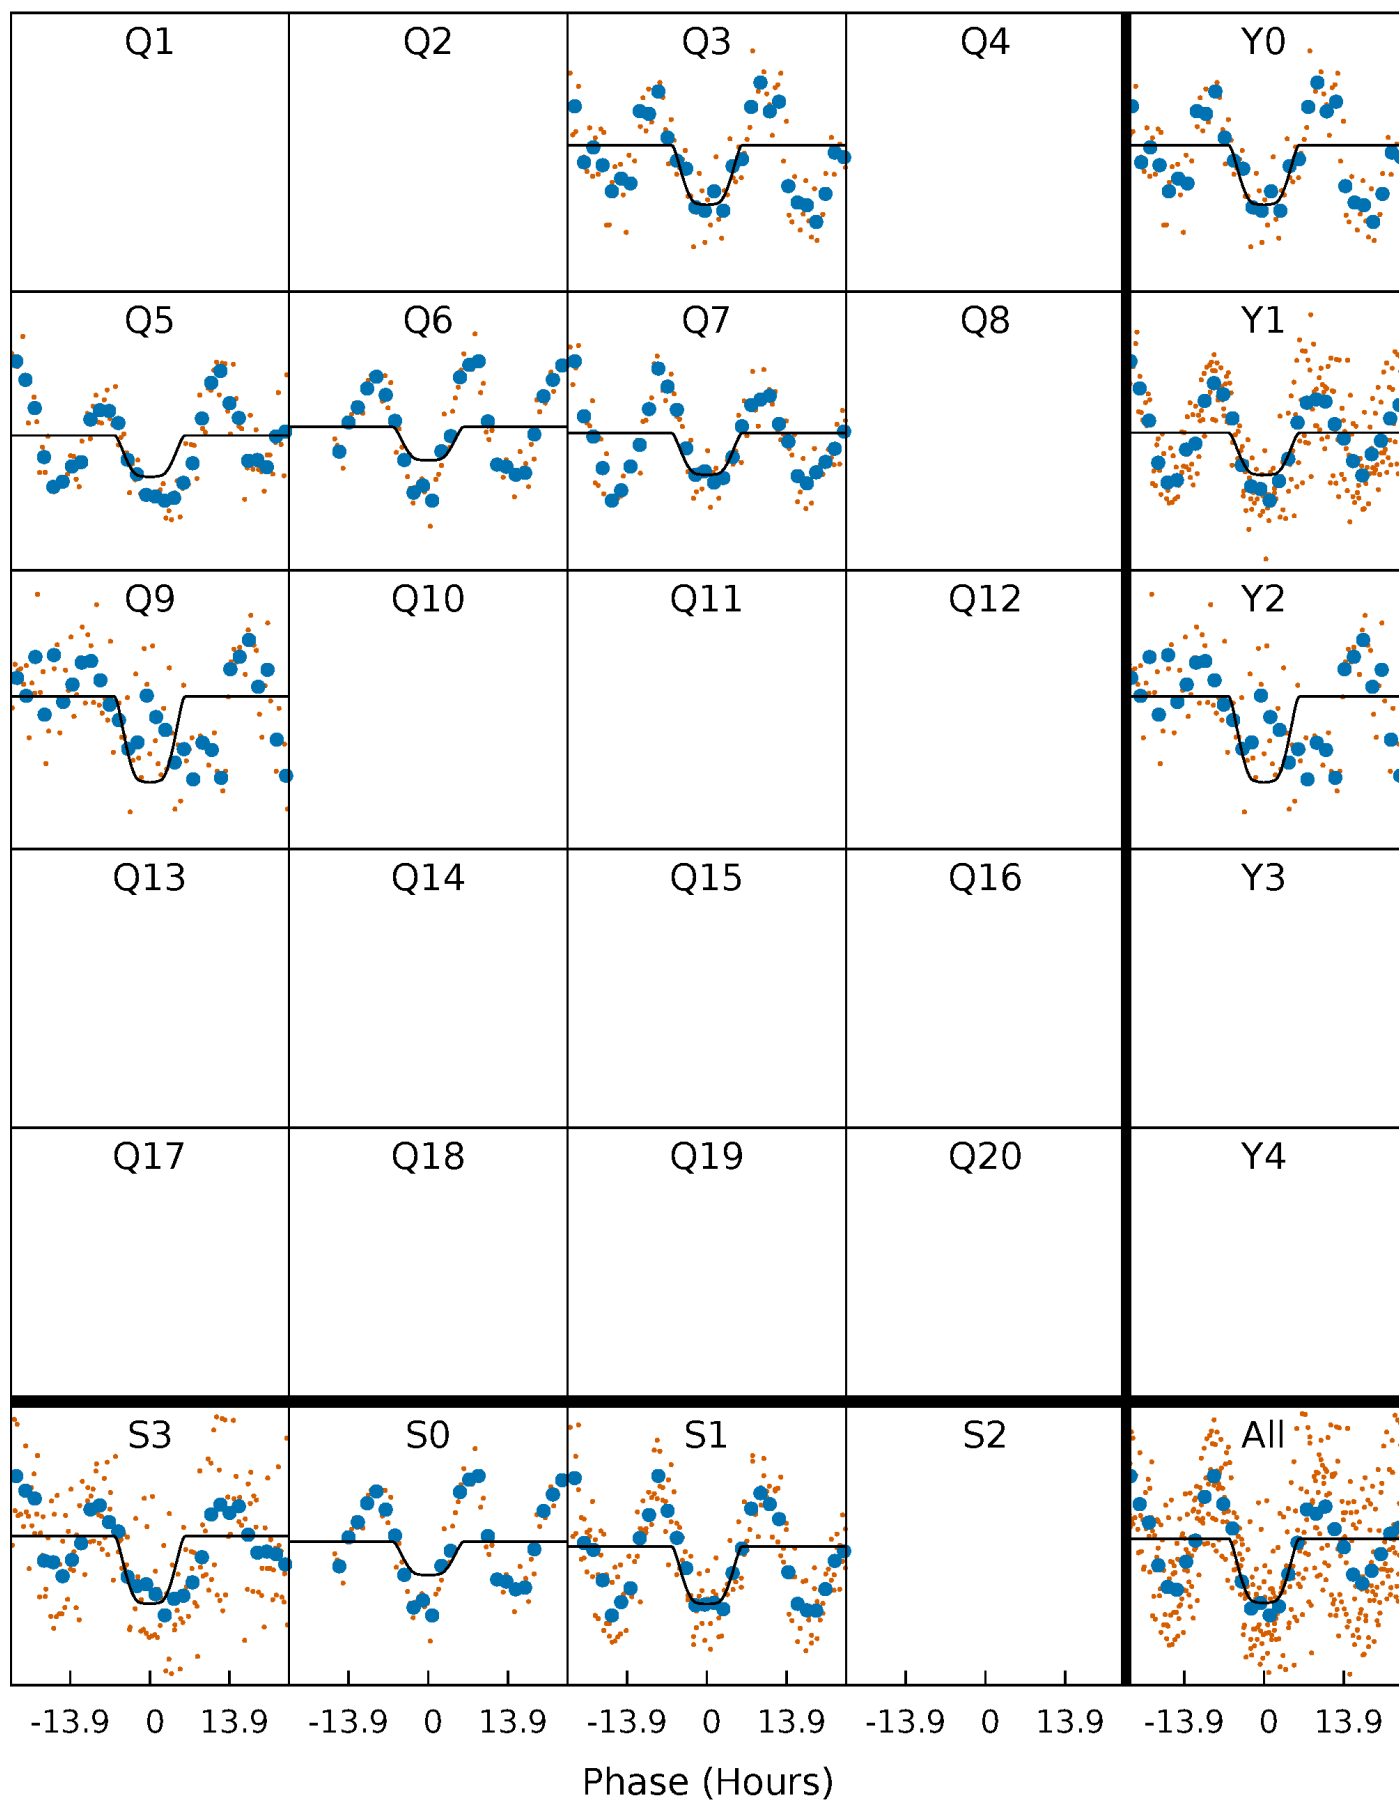 Q1 Q2 Q3 Q4 Y0
Q5 Q6 Q7 Q8 Y1
Q9 Q10 Q11 Q12 Y2
Q13 Q14 Q15 Q16 Y3
Q17 Q18 Q19 Q20 Y4
S3 S0 S1 S2 All
-13.9 0 13.9 -13.9 0 13.9 -13.9 0 13.9 -13.9 0 13.9 -13.9 0 13.9
Phase (Hours)